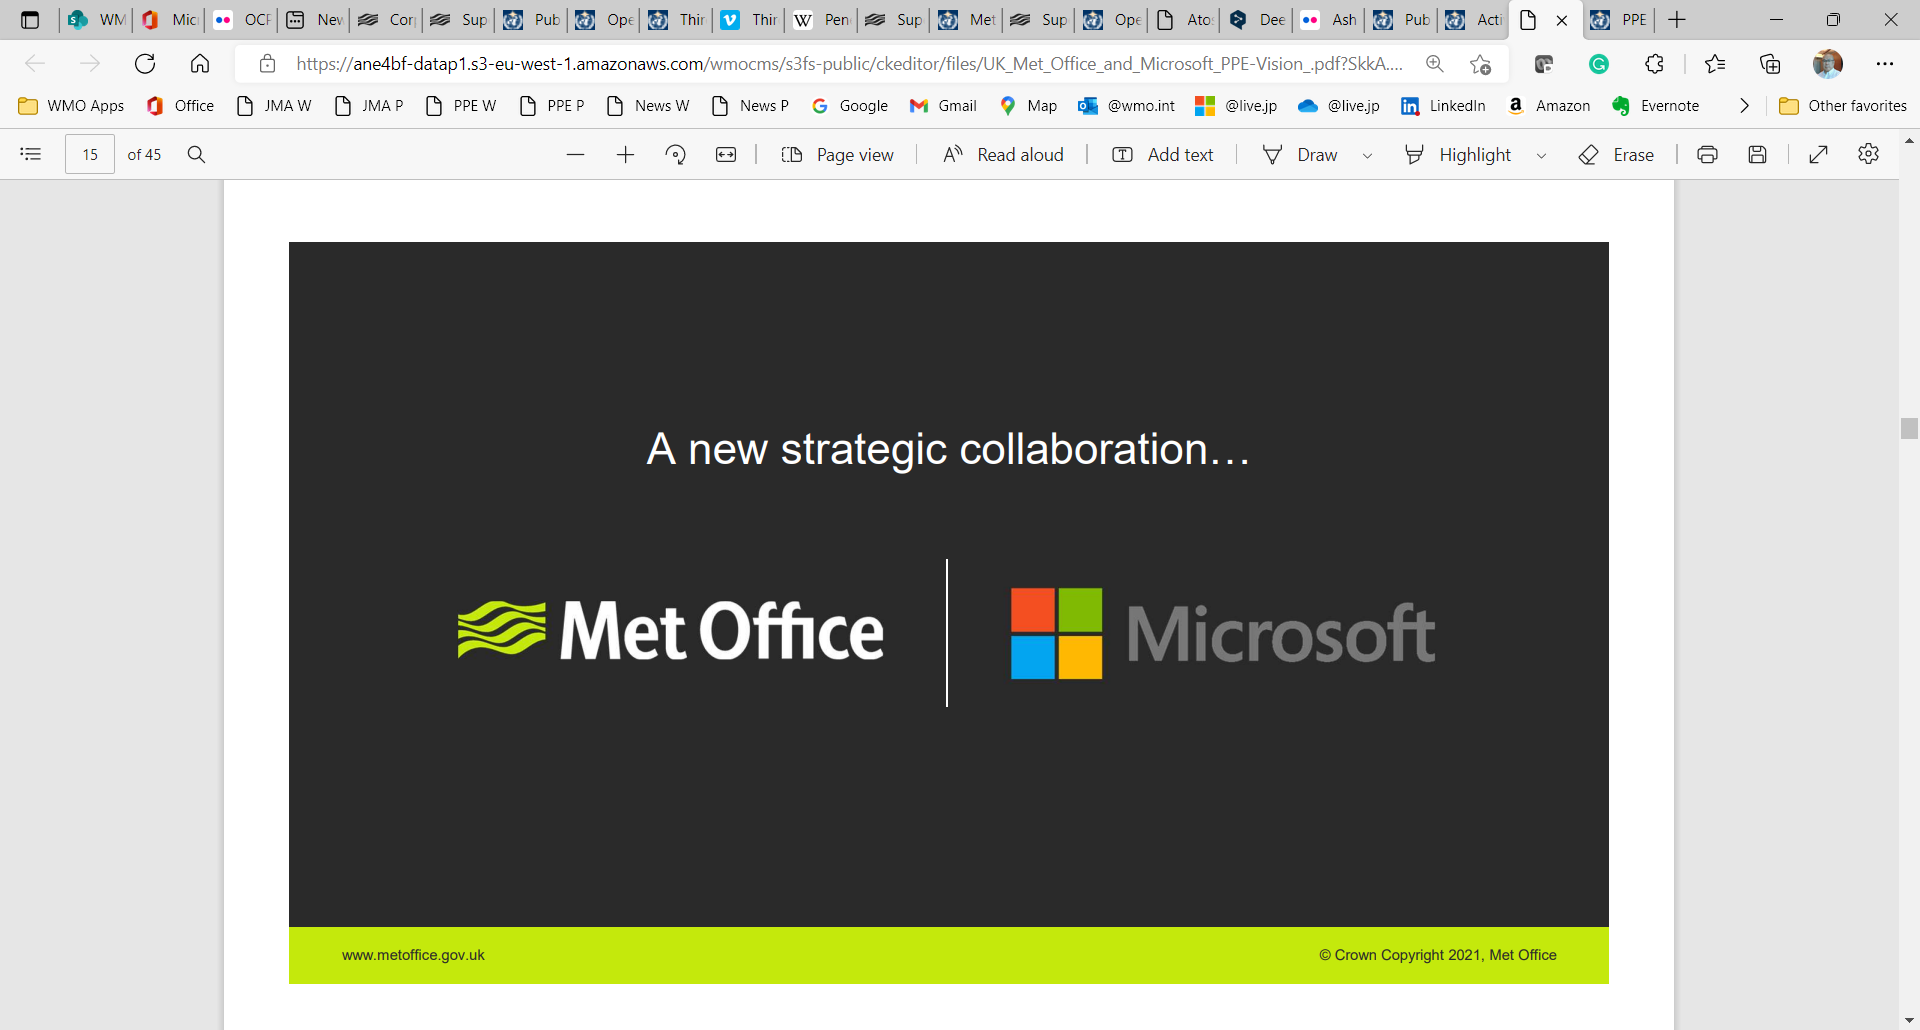 WM Mic OCP New Cor Sup Pub Ope Thir Thir Pen Sup Met Sup Ope Ato Dee Ash Pub Acti PPE
https://ane4bf-datap1.s3-eu-west-1.amazonaws.com/wmocms/s3fs-public/ckeditor/files/UK_Met_Office_and_Microsoft_PPE-Vision_.pdf?SkkA....
WMO Apps Office JMA W JMA P PPE W PPE P News W News P Google Gmail Map @wmo.int @live.jp @live.jp LinkedIn Amazon Evernote Other favorites
15 of 45 Page view Read aloud Add text Draw Highlight Erase
A new strategic collaboration...
Met Office Microsoft
www.metoffice.gov.uk © Crown Copyright 2021, Met Office